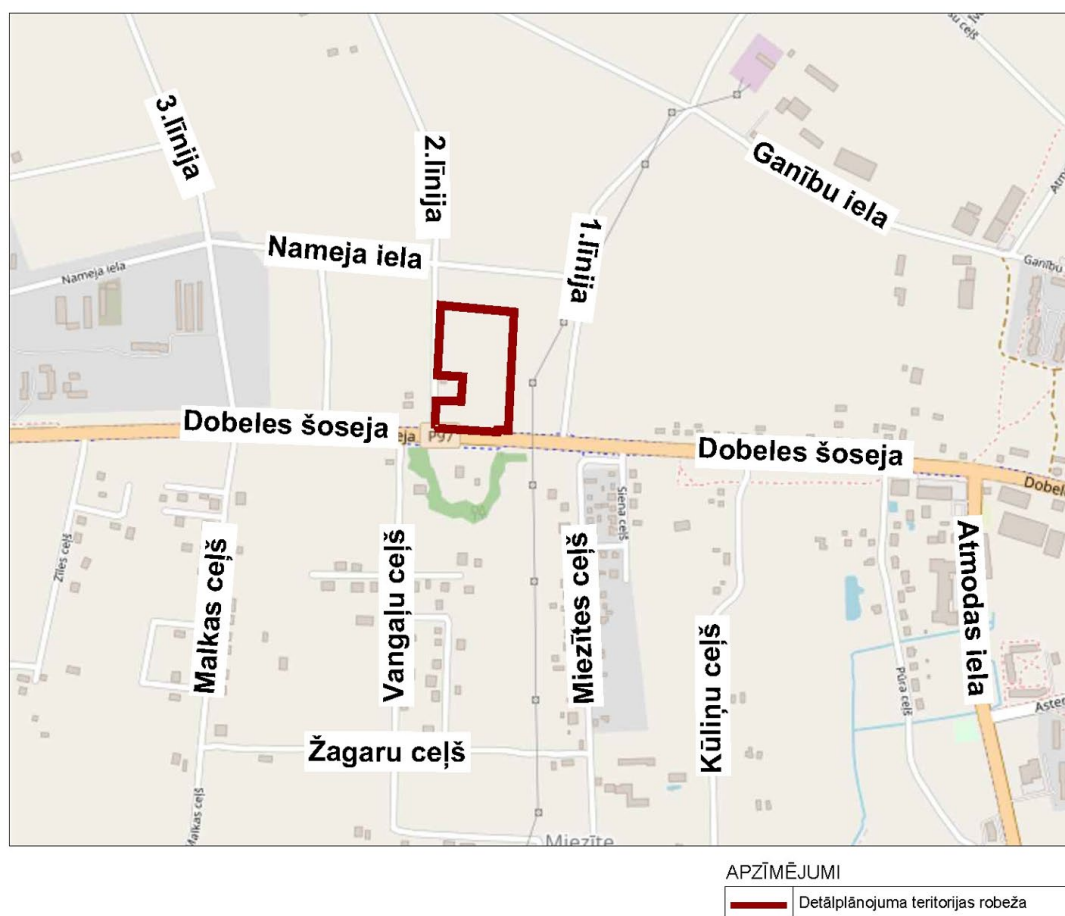 3.līnija
2.līnija
Ganību iela
Nameja iela
1.līnija
Nameja iela
Ganību
Dobeles šoseja
P97
Dobeles šoseja
Zīles ceļš
Siena ceļš
Malkas ceļš
Vangaļu ceļš
Miezītes ceļš
Kūliņu ceļš
Atmodas iela
Pūra ceļš
Žagaru ceļš
Malkas ceļš
Miezīte
APZĪMĒJUMI
Detālplānojuma teritorijas robeža